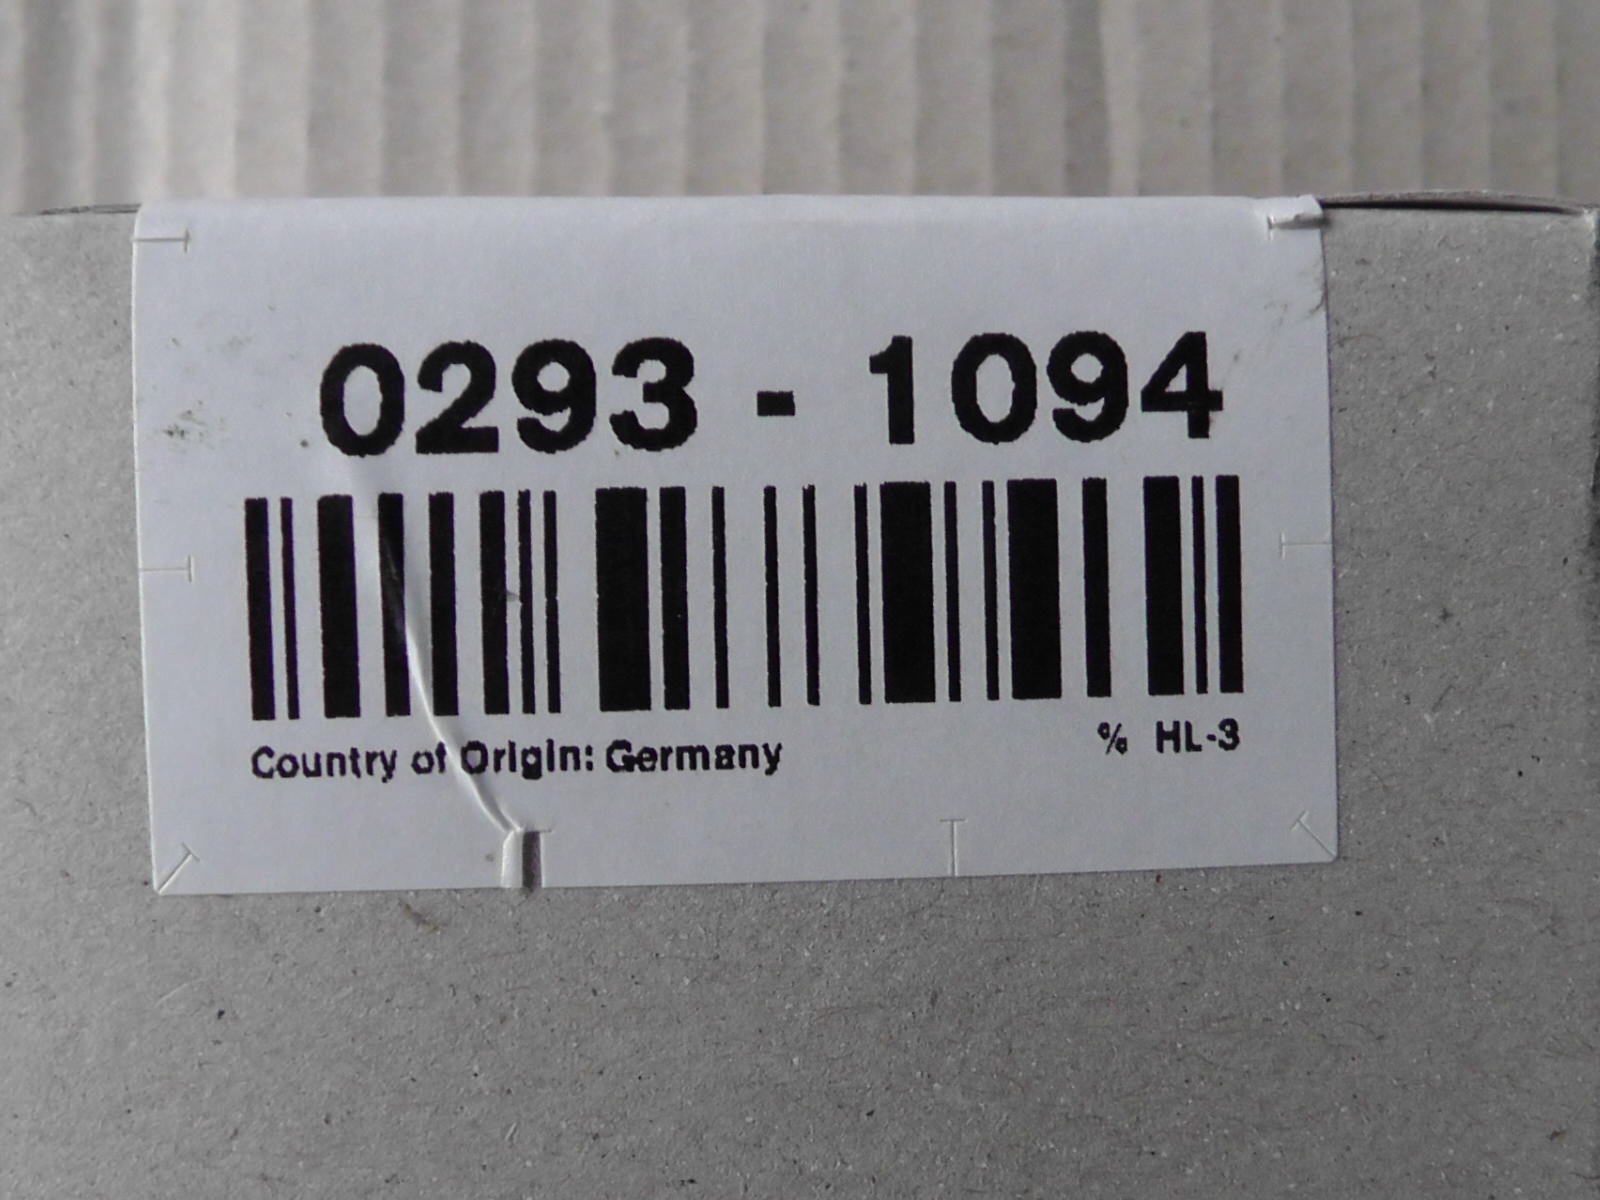 0293 - 1094
Country of Origin: Germany
% HL-3